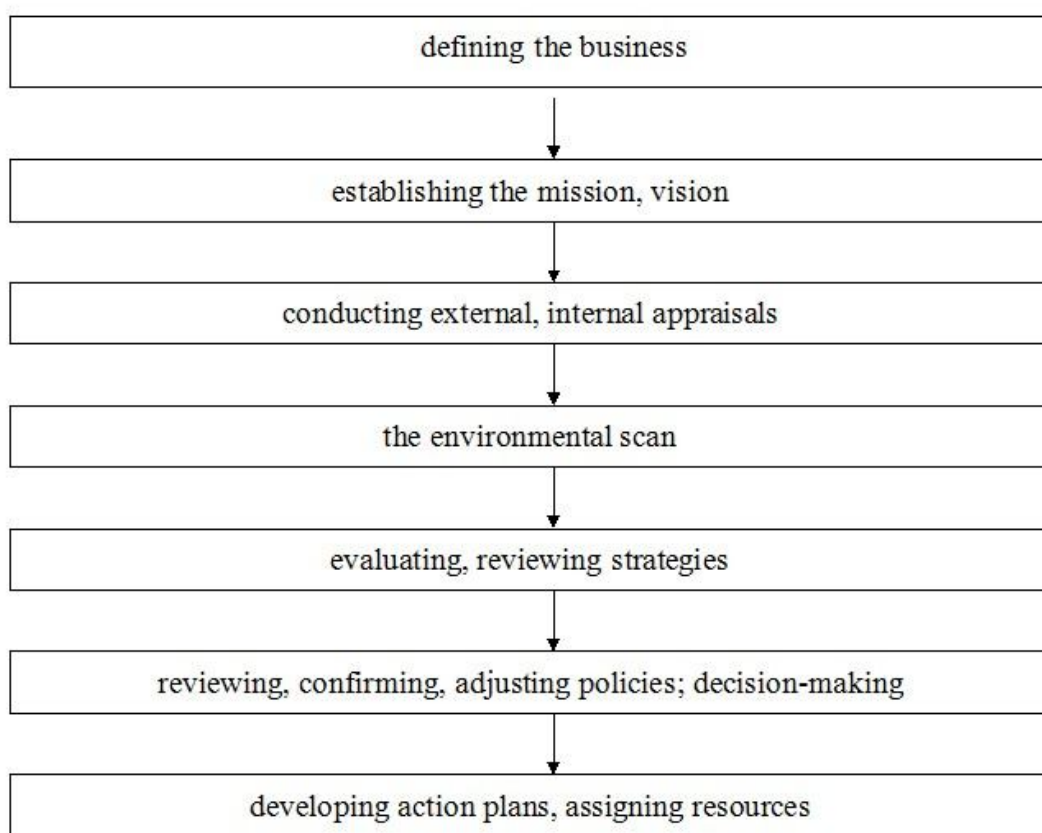 defining the business
establishing the mission, vision
conducting external, internal appraisals
the environmental scan
evaluating, reviewing strategies
reviewing, confirming, adjusting policies; decision-making
developing action plans, assigning resources